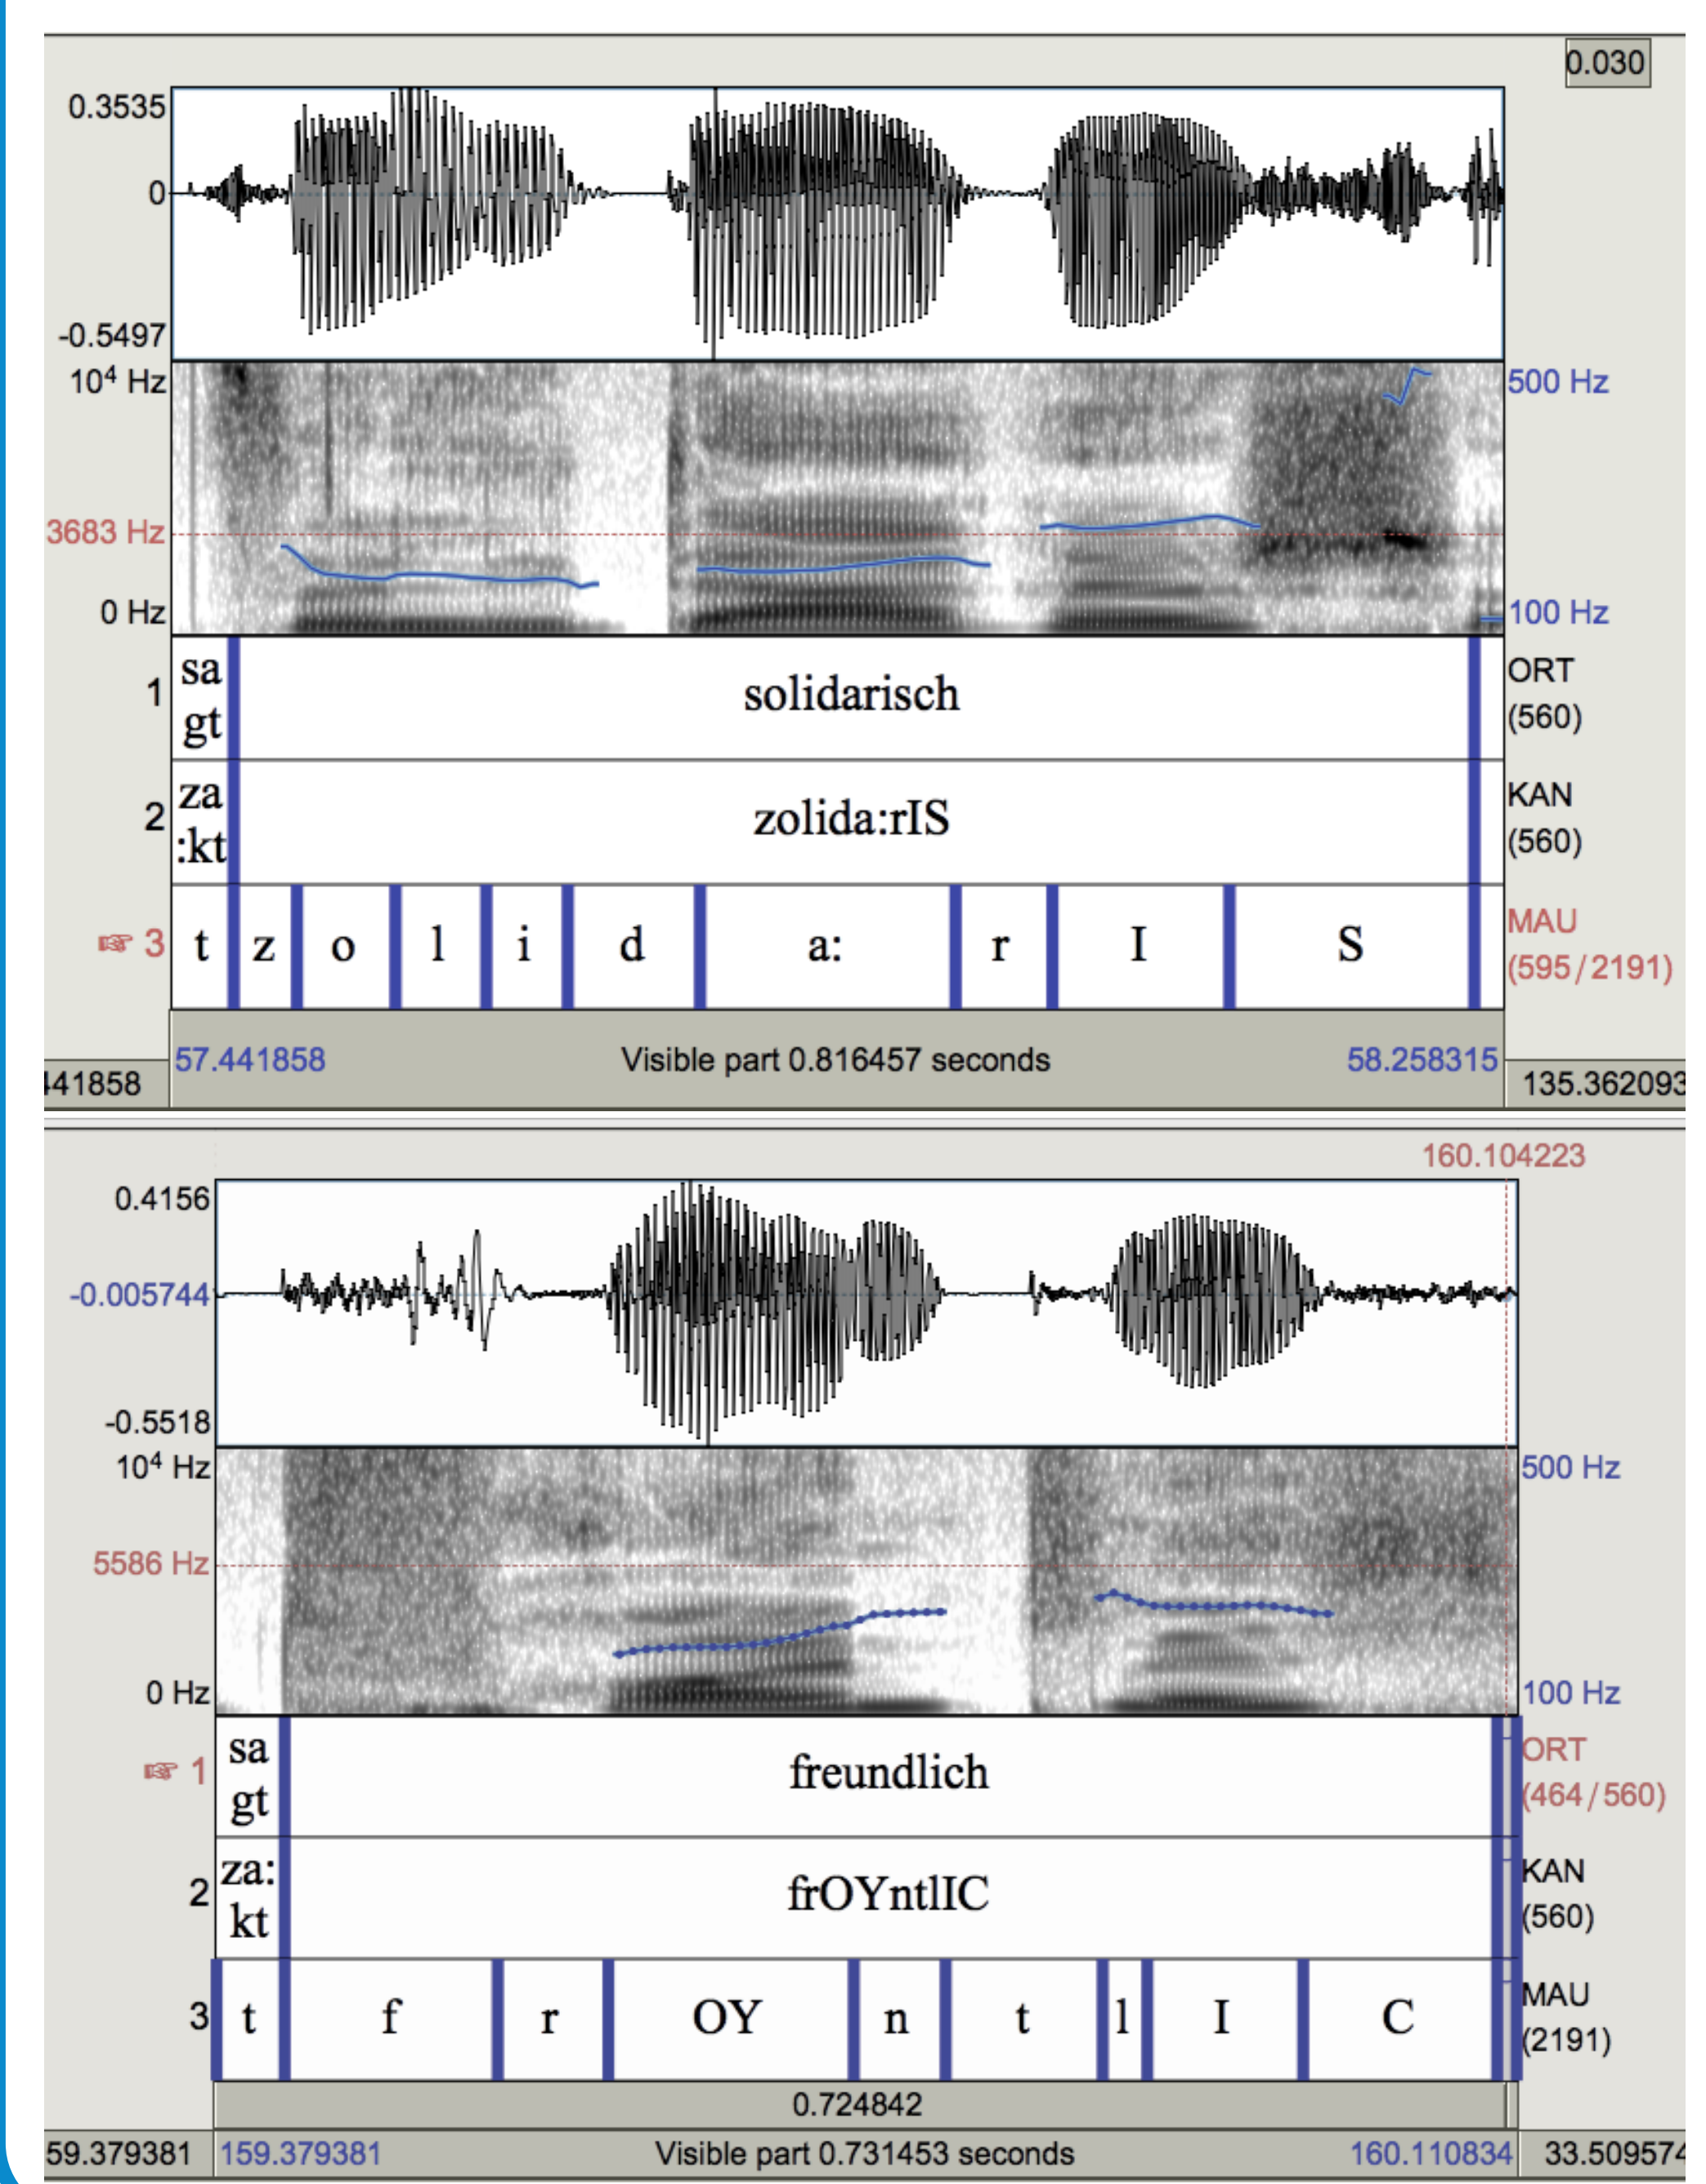 0.030
0.3535
0
-0.5497
10⁴ Hz
500 Hz
3683 Hz
0 Hz
100 Hz
1
sa
gt
solidarisch
ORT
(560)
2
za
:kt
zolida:rIS
KAN
(560)
☞ 3
t z o l i d a: r I S
MAU
(595/2191)
57.441858 Visible part 0.816457 seconds 58.258315
441858
135.362093
160.104223
0.4156
-0.005744
-0.5518
10⁴ Hz
500 Hz
5586 Hz
0 Hz
100 Hz
☞ 1
sa
gt
freundlich
ORT
(464/560)
2
za:
kt
frOYntlIC
KAN
(560)
3
t f r OY n t l I C
MAU
(2191)
0.724842
59.379381 159.379381 Visible part 0.731453 seconds 160.110834 33.509574